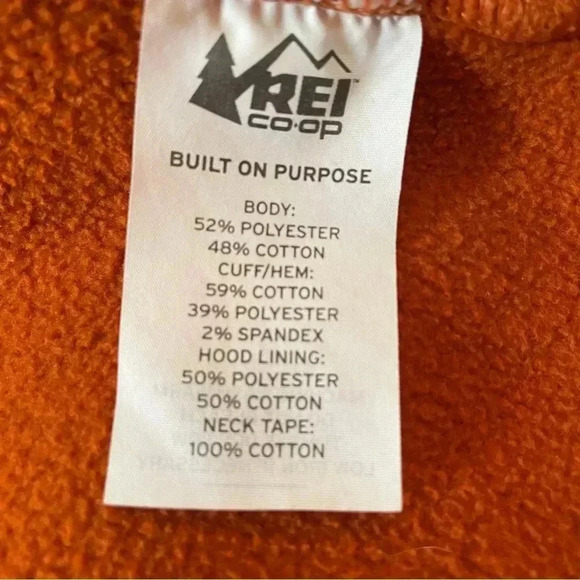 REI
CO·OP
BUILT ON PURPOSE
BODY:
52% POLYESTER
48% COTTON
CUFF/HEM:
59% COTTON
39% POLYESTER
2% SPANDEX
HOOD LINING:
50% POLYESTER
50% COTTON
NECK TAPE:
100% COTTON